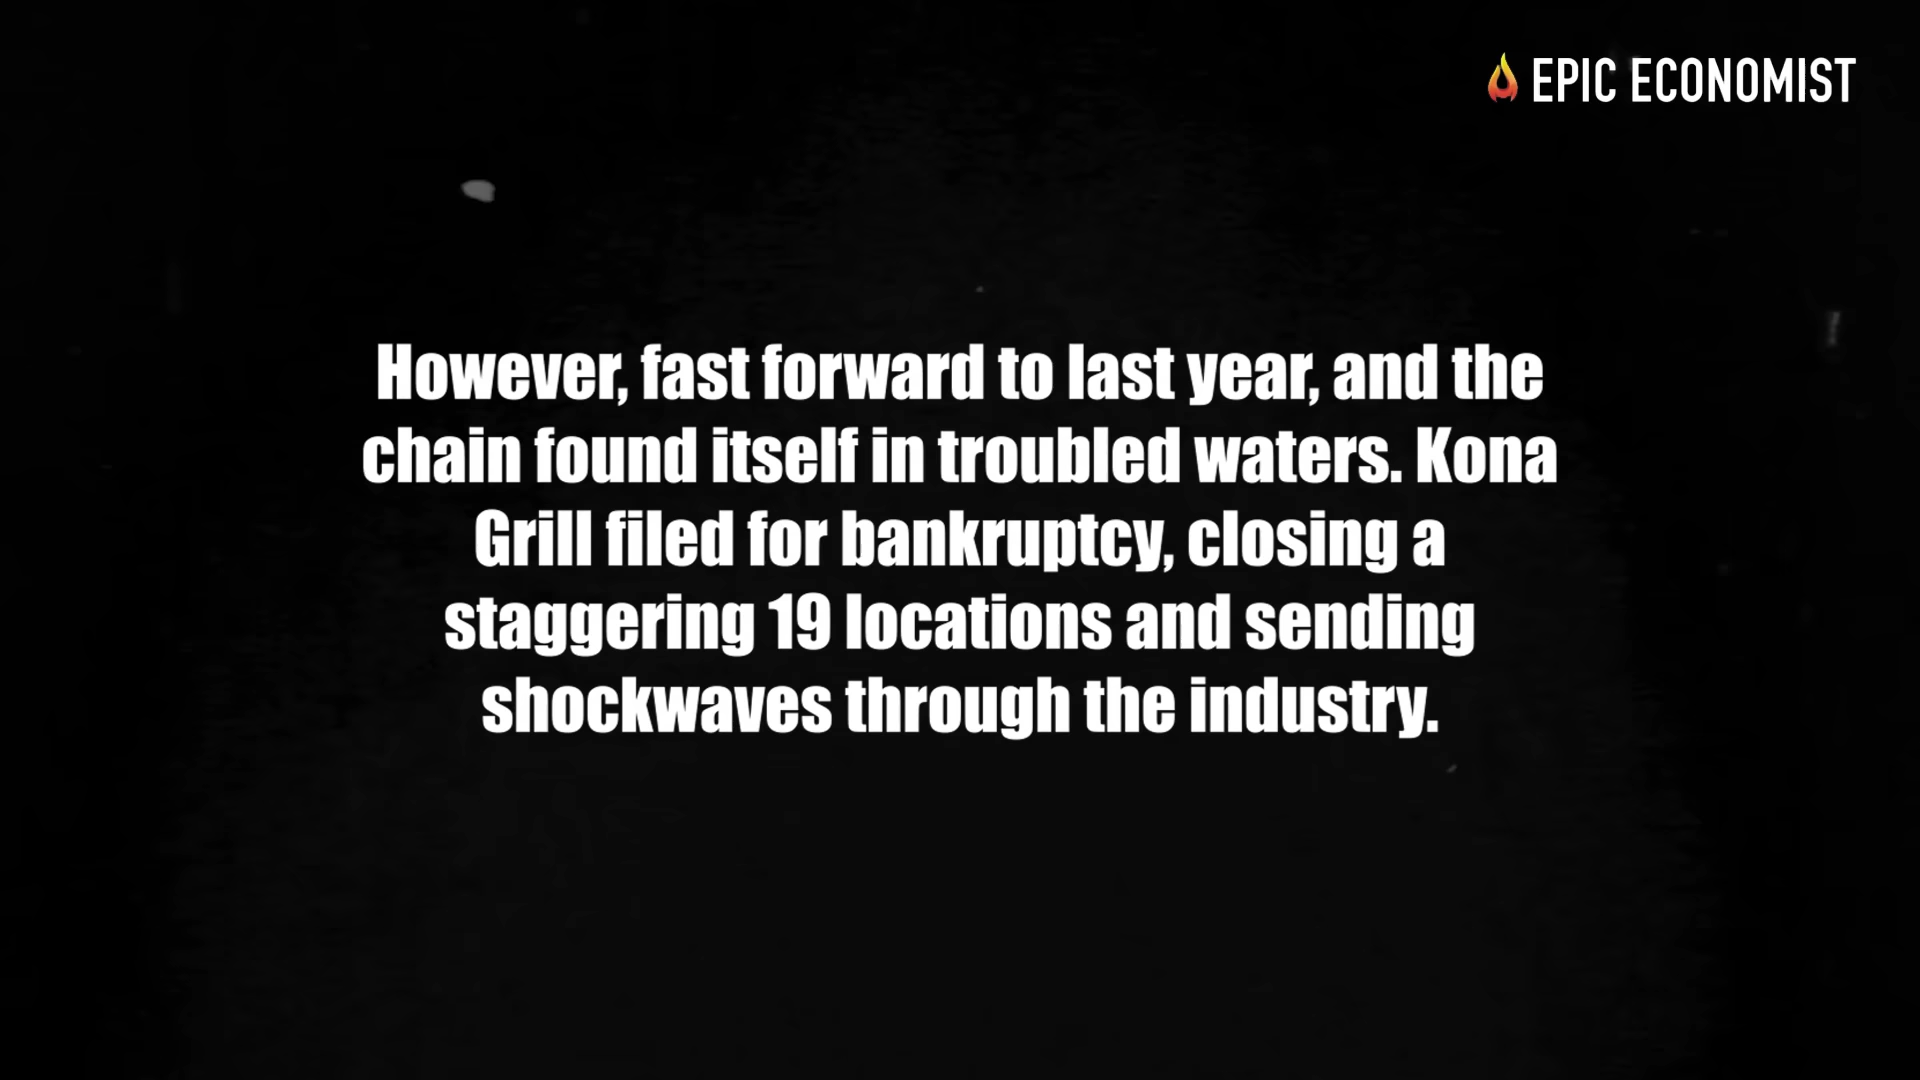 EPIC ECONOMIST
However, fast forward to last year, and the
chain found itself in troubled waters. Kona
Grill filed for bankruptcy, closing a
staggering 19 locations and sending
shockwaves through the industry.